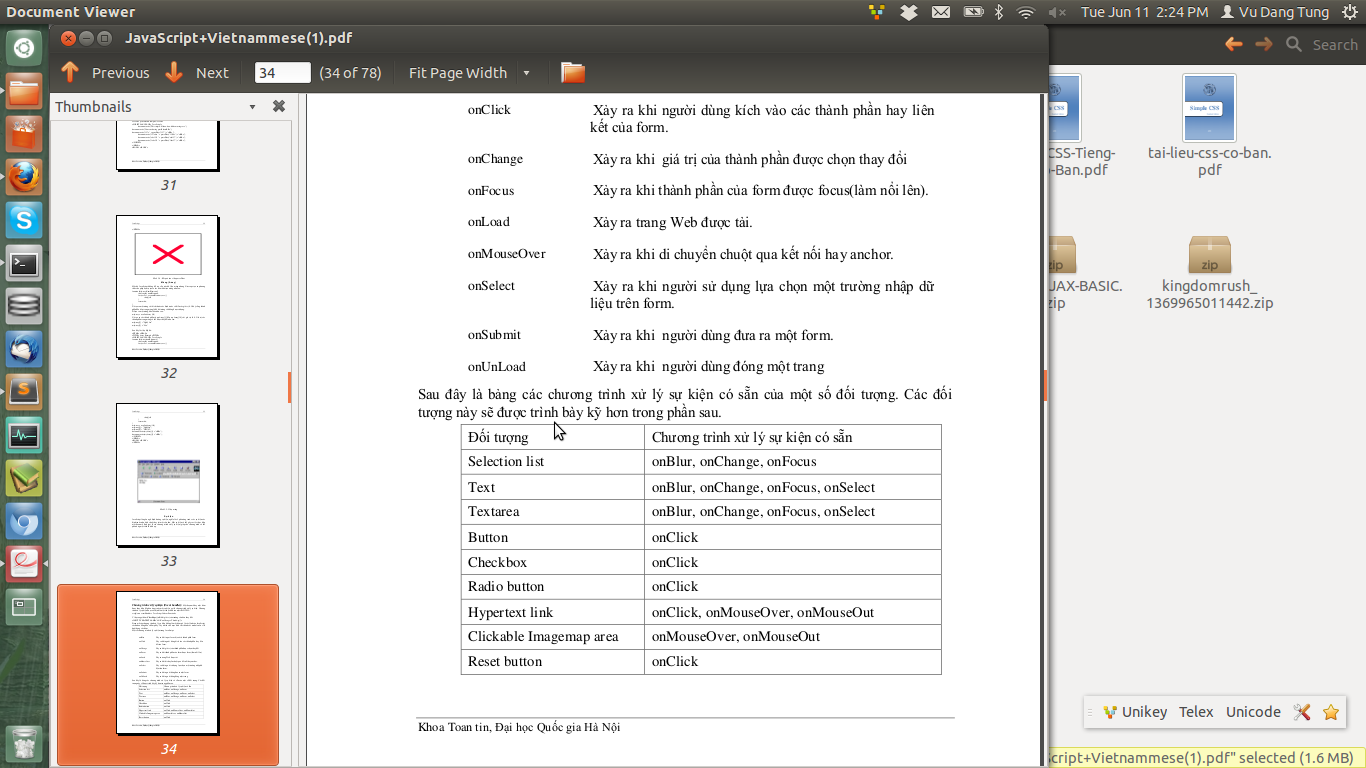 Document Viewer
Tue Jun 11 2:24 PM
Vu Dang Tung
JavaScript+Vietnammese(1).pdf
Previous
Next
34
(34 of 78)
Fit Page Width
Search
Thumbnails
31
32
33
34
onClick Xảy ra khi người dùng kích vào các thành phần hay liên
kết của form.
onChange Xảy ra khi giá trị của thành phần được chọn thay đổi
onFocus Xảy ra khi thành phần của form được focus(làm nổi lên).
onLoad Xảy ra trang Web được tải.
onMouseOver Xảy ra khi di chuyển chuột qua kết nối hay anchor.
onSelect Xảy ra khi người sử dụng lựa chọn một trường nhập dữ
liệu trên form.
onSubmit Xảy ra khi người dùng đưa ra một form.
onUnLoad Xảy ra khi người dùng đóng một trang
Sau đây là bảng các chương trình xử lý sự kiện có sẵn của một số đối tượng. Các đối
tượng này sẽ được trình bày kỹ hơn trong phần sau.
Đối tượng Chương trình xử lý sự kiện có sẵn
Selection list onBlur, onChange, onFocus
Text onBlur, onChange, onFocus, onSelect
Textarea onBlur, onChange, onFocus, onSelect
Button onClick
Checkbox onClick
Radio button onClick
Hypertext link onClick, onMouseOver, onMouseOut
Clickable Imagemap area onMouseOver, onMouseOut
Reset button onClick
Khoa Toan tin, Đại học Quốc gia Hà Nội
Simple CSS
CSS-Tieng-
-Ban.pdf
tai-lieu-css-co-ban.
pdf
zip
JAX-BASIC.
zip
zip
kingdomrush_
1369965011442.zip
Unikey
Telex
Unicode
Script+Vietnammese(1).pdf" selected (1.6 MB)